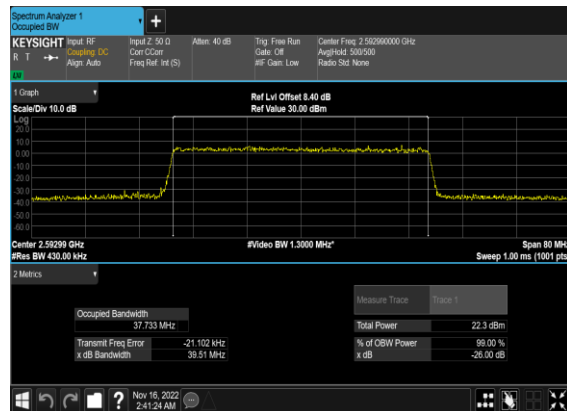 Spectrum Analyzer 1
Occupied BW
+
KEYSIGHT Input: RF Input Z: 50 Ω Atten: 40 dB Trig: Free Run Center Freq: 2.592990000 GHz
R T Coupling: DC Corr CCorr Gate: Off Avg|Hold: 500/500
Align: Auto Freq Ref: Int (S) #IF Gain: Low Radio Std: None
1 Graph Ref Lvl Offset 8.40 dB
Scale/Div 10.0 dB Ref Value 30.00 dBm
Log
20.0
10.0
0.00
-10.0
-20.0
-30.0
-40.0
-50.0
-60.0
Center 2.59299 GHz #Video BW 1.3000 MHz* Span 80 MHz
#Res BW 430.00 kHz Sweep 1.00 ms (1001 pts)
2 Metrics
Measure Trace Trace 1
Occupied Bandwidth
37.733 MHz Total Power 22.3 dBm
Transmit Freq Error -21.102 kHz % of OBW Power 99.00 %
x dB Bandwidth 39.51 MHz x dB -26.00 dB
? Nov 16, 2022
2:41:24 AM